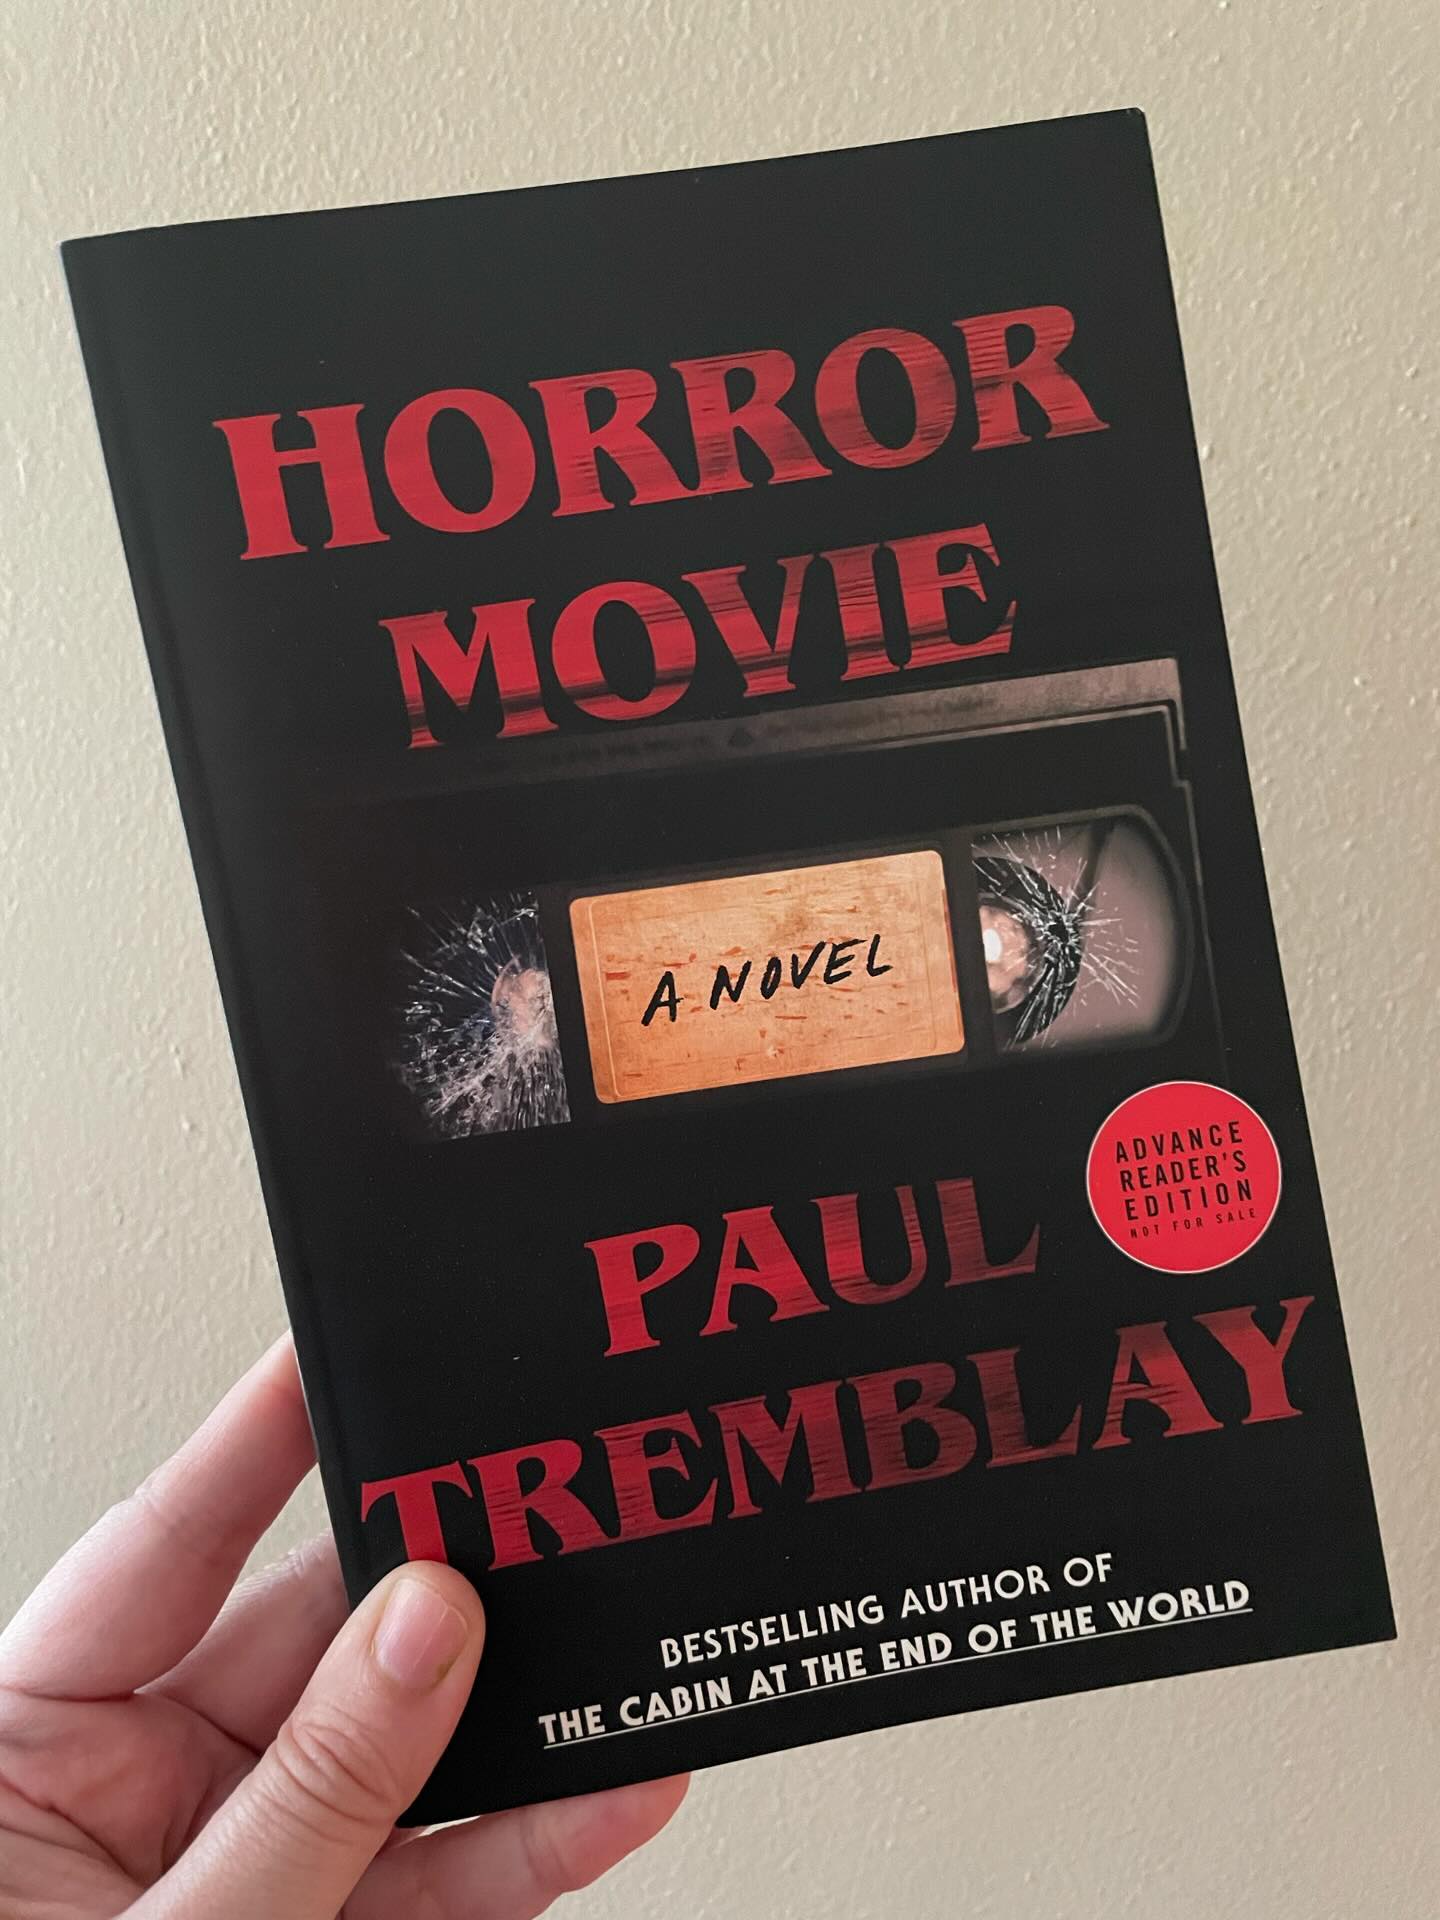 HORROR
MOVIE
A NOVEL
ADVANCE
READER'S
EDITION
NOT FOR SALE
PAUL
TREMBLAY
BESTSELLING AUTHOR OF
THE CABIN AT THE END OF THE WORLD